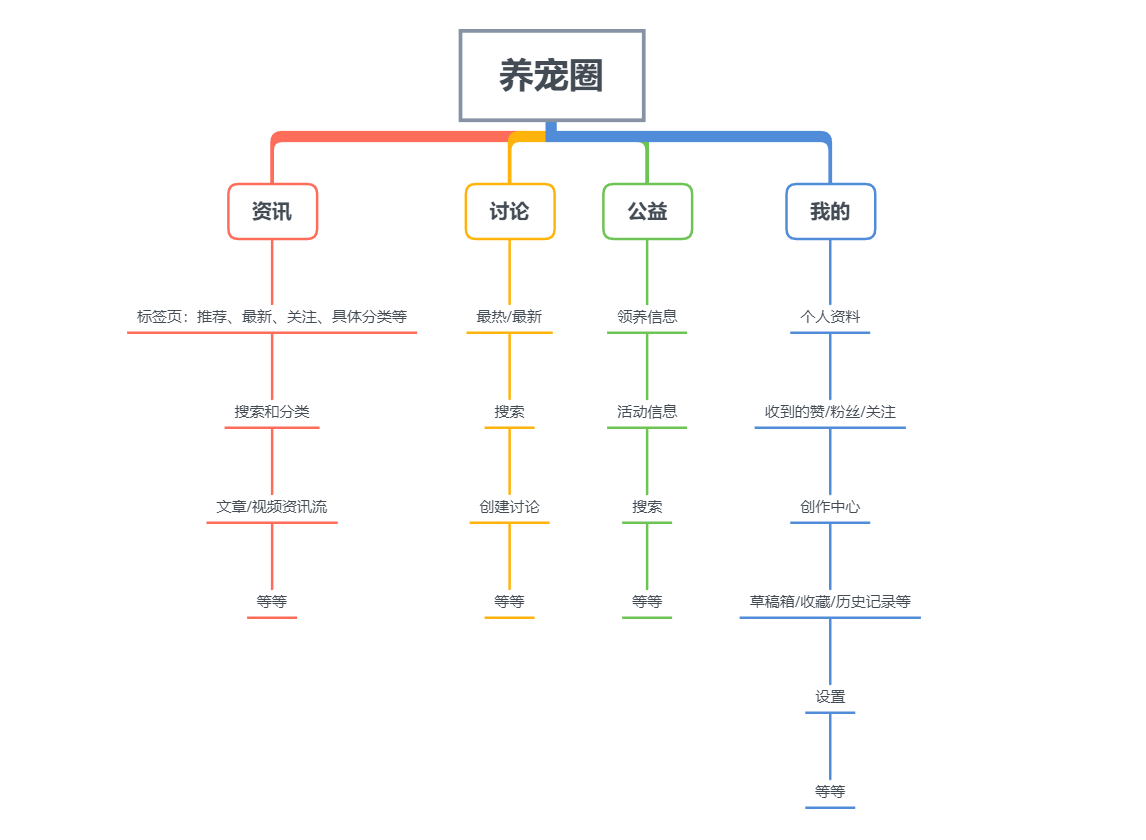 养宠圈
资讯
讨论
公益
我的
标签页：推荐、最新、关注、具体分类等
最热/最新
领养信息
个人资料
搜索和分类
搜索
活动信息
收到的赞/粉丝/关注
文章/视频资讯流
创建讨论
搜索
创作中心
等等
等等
等等
草稿箱/收藏/历史记录等
设置
等等